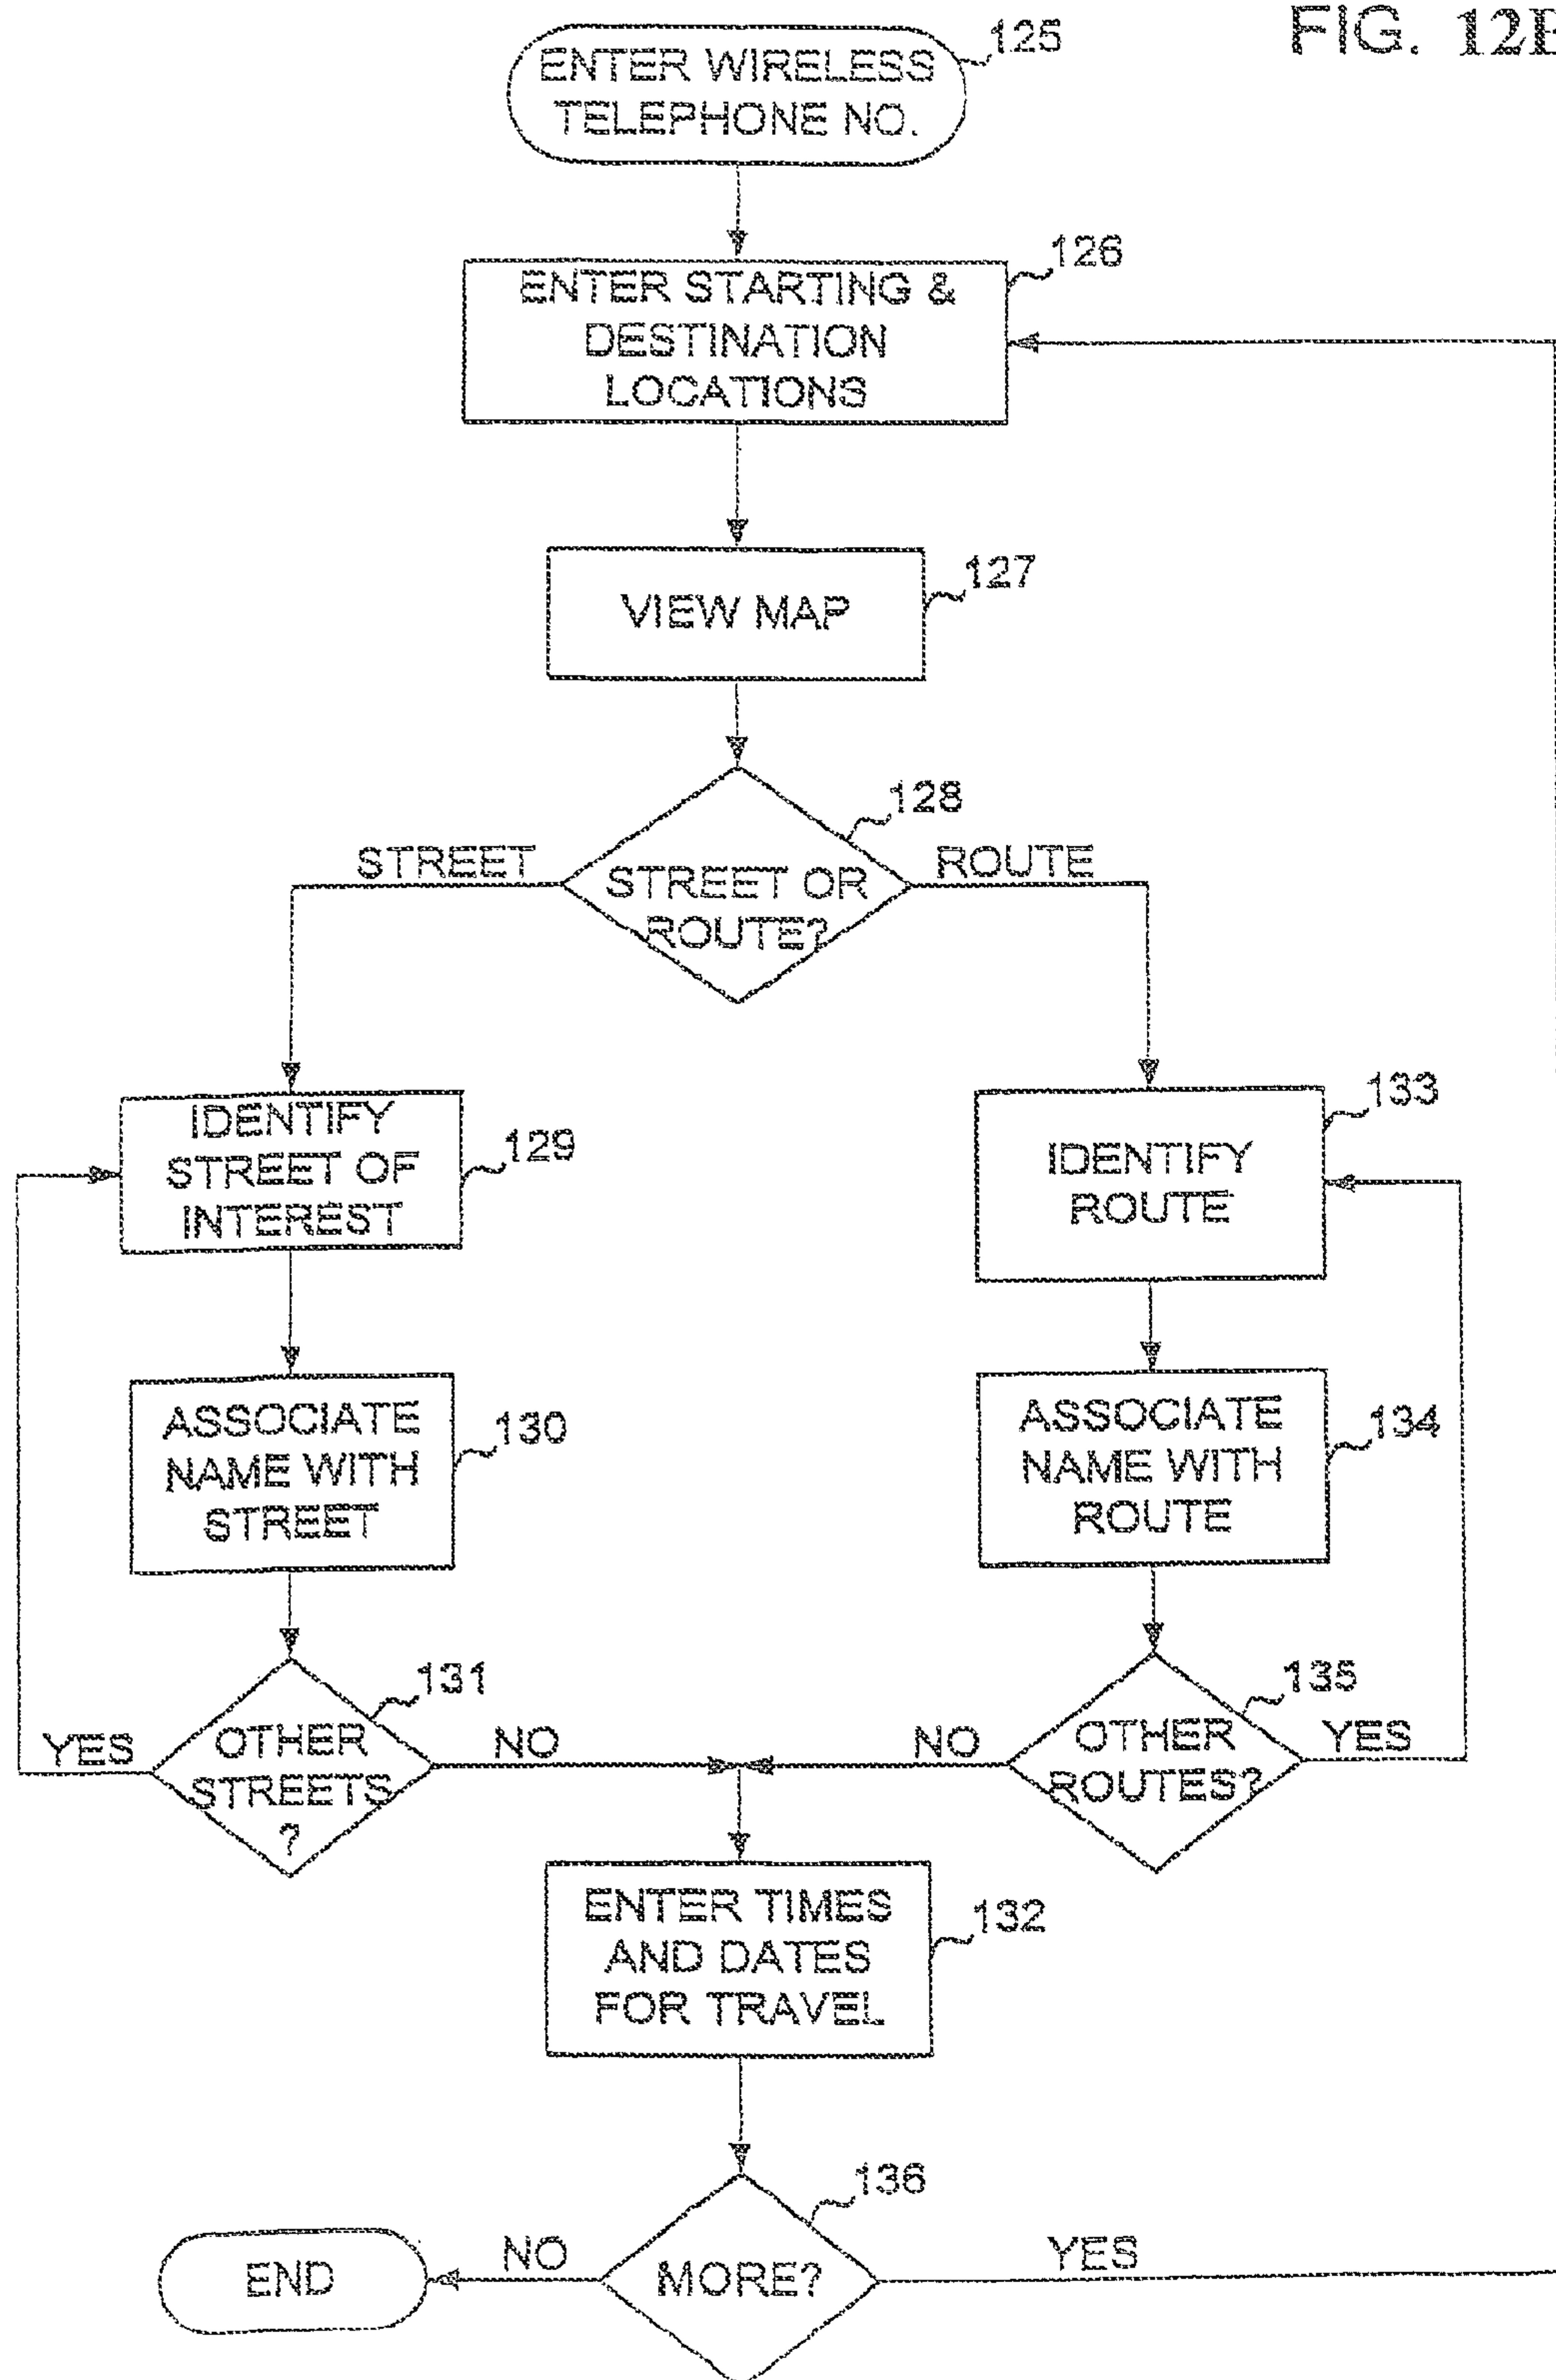 FIG. 12B
ENTER WIRELESS
TELEPHONE NO.
125
ENTER STARTING &
DESTINATION
LOCATIONS
126
VIEW MAP
127
128
STREET
STREET OR
ROUTE?
ROUTE
IDENTIFY
STREET OF
INTEREST
129
IDENTIFY
ROUTE
133
ASSOCIATE
NAME WITH
STREET
130
ASSOCIATE
NAME WITH
ROUTE
134
131
YES
OTHER
STREETS
?
NO
135
NO
OTHER
ROUTES?
YES
ENTER TIMES
AND DATES
FOR TRAVEL
132
136
END
NO
MORE?
YES